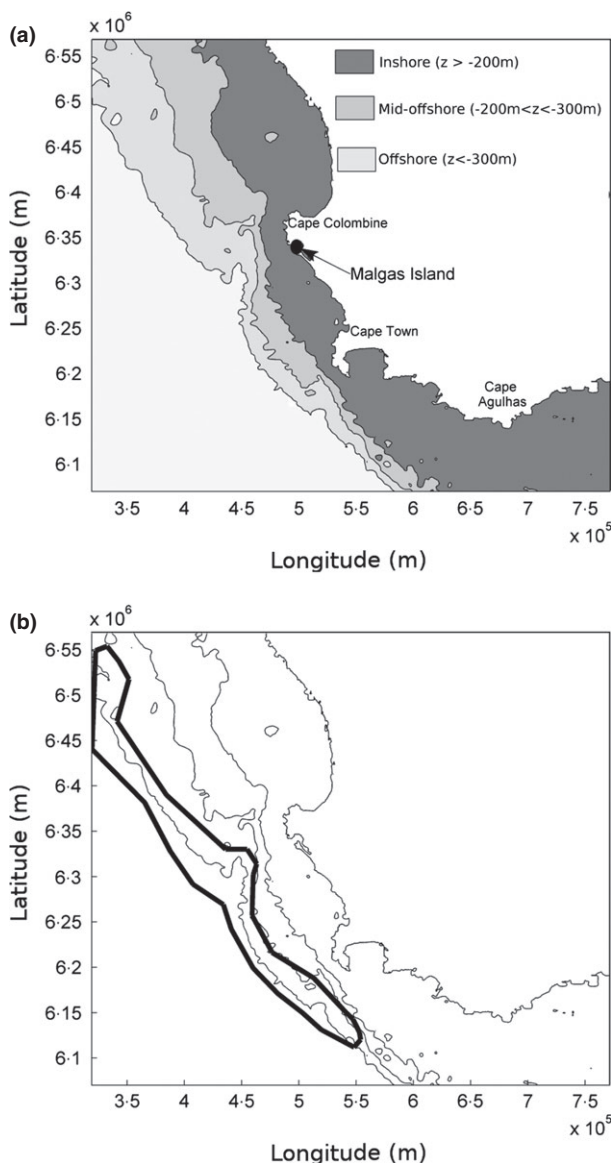 (a)
× 10⁶
6·55
6·5
6·45
6·4
6·35
6·3
6·25
6·2
6·15
6·1
Latitude (m)
Inshore (z > -200m)
Mid-offshore (-200m<z<-300m)
Offshore (z<-300m)
Cape Colombine
Malgas Island
Cape Town
Cape
Agulhas
3·5 4 4·5 5 5·5 6 6·5 7 7·5
× 10⁵
Longitude (m)
(b)
× 10⁶
6·55
6·5
6·45
6·4
6·35
6·3
6·25
6·2
6·15
6·1
Latitude (m)
3·5 4 4·5 5 5·5 6 6·5 7 7·5
× 10⁵
Longitude (m)